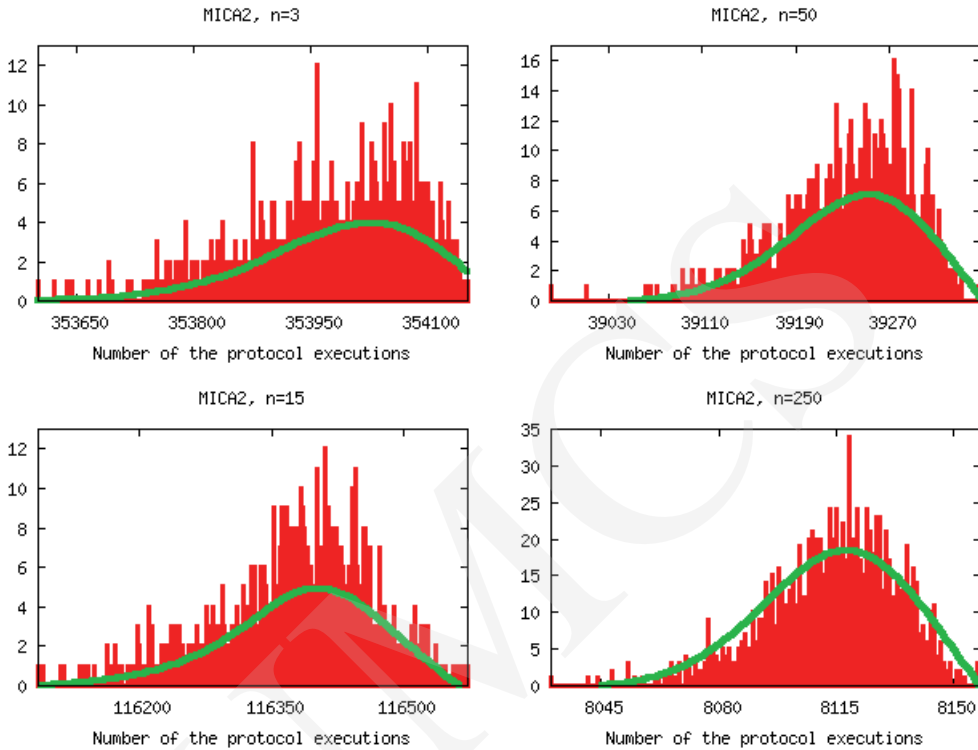 MICA2, n=3
12
10
8
6
4
2
0
353650 353800 353950 354100
Number of the protocol executions
MICA2, n=50
16
14
12
10
8
6
4
2
0
39030 39110 39190 39270
Number of the protocol executions
MICA2, n=15
12
10
8
6
4
2
0
116200 116350 116500
Number of the protocol executions
MICA2, n=250
35
30
25
20
15
10
5
0
8045 8080 8115 8150
Number of the protocol executions
UMCS